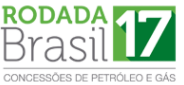 RODADA
Brasil 17
CONCESSÕES DE PETRÓLEO E GÁS